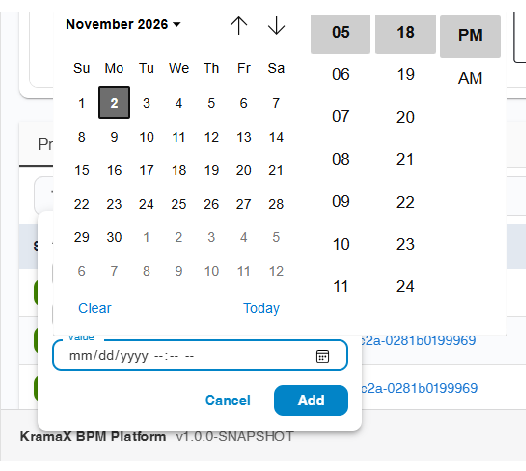 November 2026
Su Mo Tu We Th Fr Sa
1 2 3 4 5 6 7
8 9 10 11 12 13 14
15 16 17 18 19 20 21
22 23 24 25 26 27 28
29 30 1 2 3 4 5
6 7 8 9 10 11 12
Clear Today
05 18 PM
06 19 AM
07 20
08 21
09 22
10 23
11 24
Pr
Value
mm/dd/yyyy --:-- --
c2a-0281b0199969
Cancel Add
c2a-0281b0199969
KramaX BPM Platform v1.0.0-SNAPSHOT